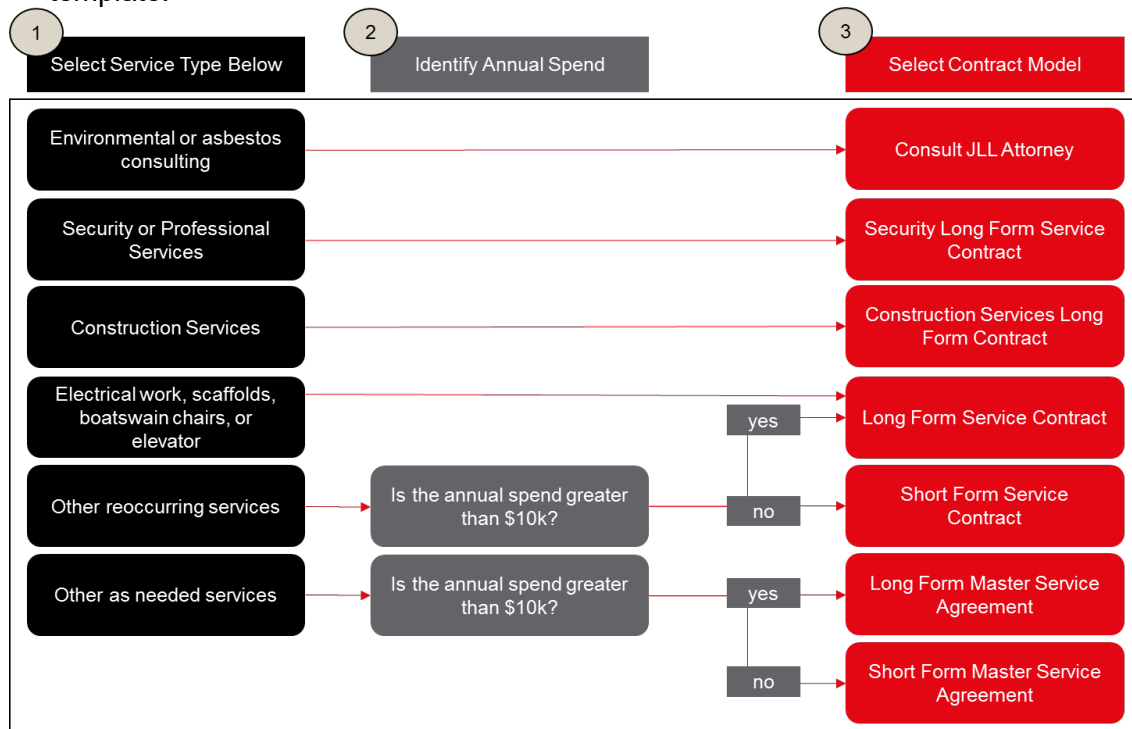 template.
1
2
3
Select Service Type Below
Identify Annual Spend
Select Contract Model
Environmental or asbestos
consulting
Consult JLL Attorney
Security or Professional
Services
Security Long Form Service
Contract
Construction Services
Construction Services Long
Form Contract
Electrical work, scaffolds,
boatswain chairs, or
elevator
yes
Long Form Service Contract
Other reoccurring services
Is the annual spend greater
than $10k?
no
Short Form Service
Contract
Other as needed services
Is the annual spend greater
than $10k?
yes
Long Form Master Service
Agreement
no
Short Form Master Service
Agreement